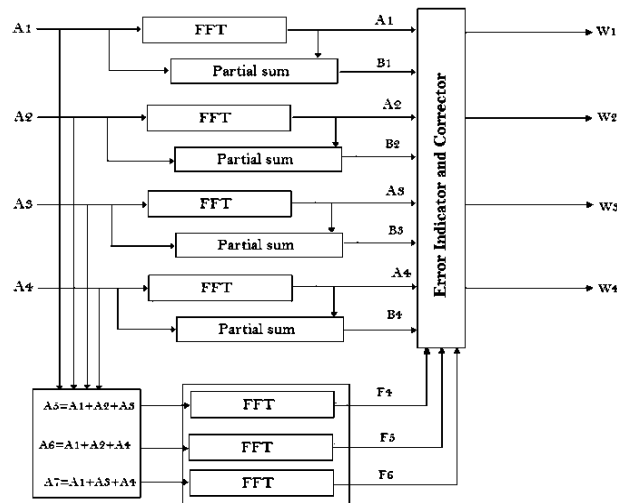 A1
FFT
A1
W1
Partial sum
B1
A2
FFT
A2
W2
Partial sum
B2
A3
FFT
A3
W3
Partial sum
B3
A4
FFT
A4
W4
Partial sum
B4
Error Indicator and Corrector
A5=A1+A2+A3
FFT
F4
A6=A1+A2+A4
FFT
F5
A7=A1+A3+A4
FFT
F6